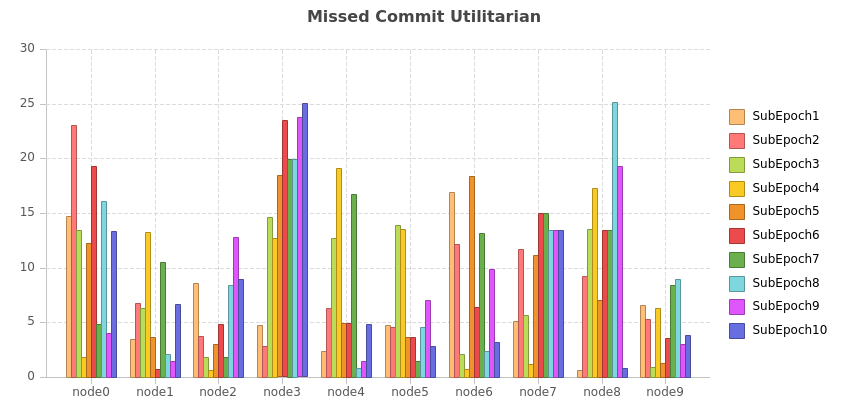 Missed Commit Utilitarian
30
25
20
15
10
5
0
node0 node1 node2 node3 node4 node5 node6 node7 node8 node9
SubEpoch1
SubEpoch2
SubEpoch3
SubEpoch4
SubEpoch5
SubEpoch6
SubEpoch7
SubEpoch8
SubEpoch9
SubEpoch10